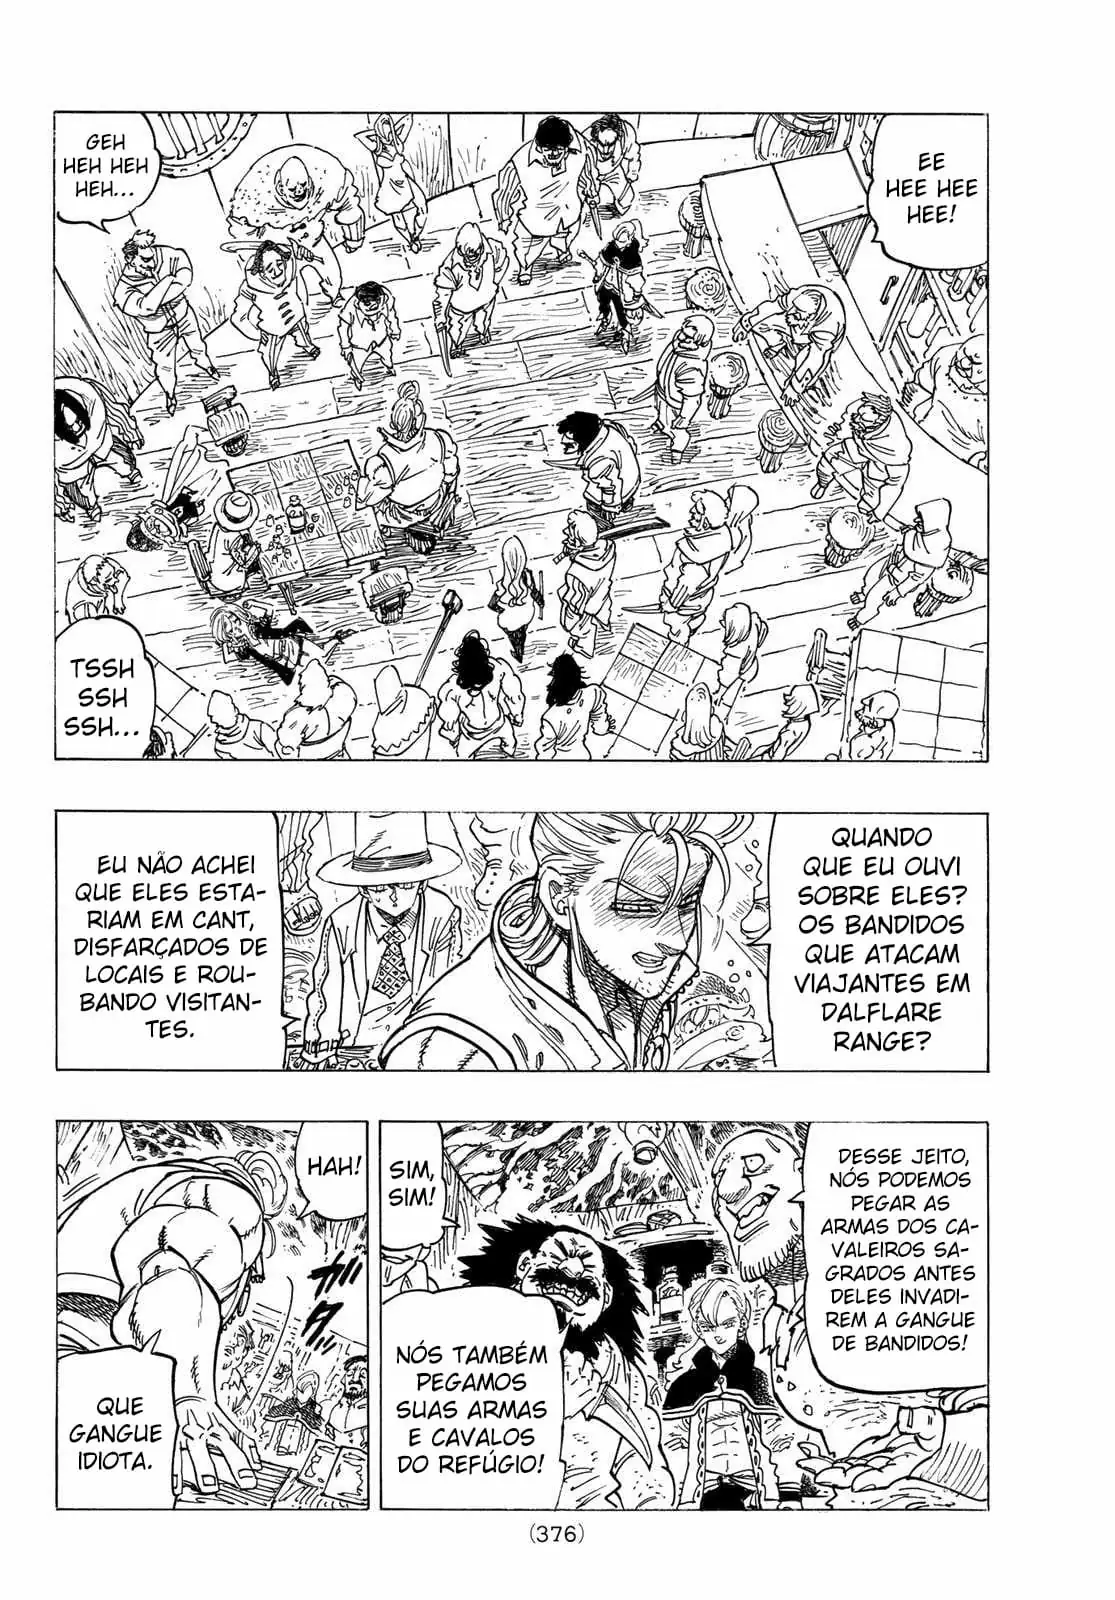 EE
HEE HEE
HEE!
GEH
HEH HEH
HEH...
TSSH
SSH
SSH...
QUANDO
QUE EU OUVI
SOBRE ELES?
OS BANDIDOS
QUE ATACAM
VIAJANTES EM
DALFLARE
RANGE?
EU NÃO ACHEI
QUE ELES ESTA-
RIAM EM CANT,
DISFARÇADOS DE
LOCAIS E ROU-
BANDO VISITAN-
TES.
DESSE JEITO,
NÓS PODEMOS
PEGAR AS
ARMAS DOS CA-
VALEIROS SA-
GRADOS ANTES
DELES INVADI-
REM A GANGUE
DE BANDIDOS!
SIM,
SIM!
NÓS TAMBÉM
PEGAMOS
SUAS ARMAS
E CAVALOS
DO REFÚGIO!
HAH!
ガタ
QUE
GANGUE
IDIOTA.
(376)